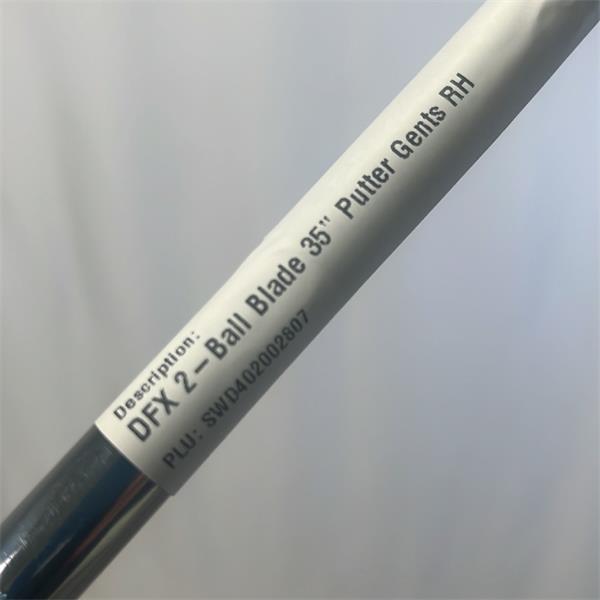 Description:
DFX 2-Ball Blade 35" Putter Gents RH
PLU: SWD402002807